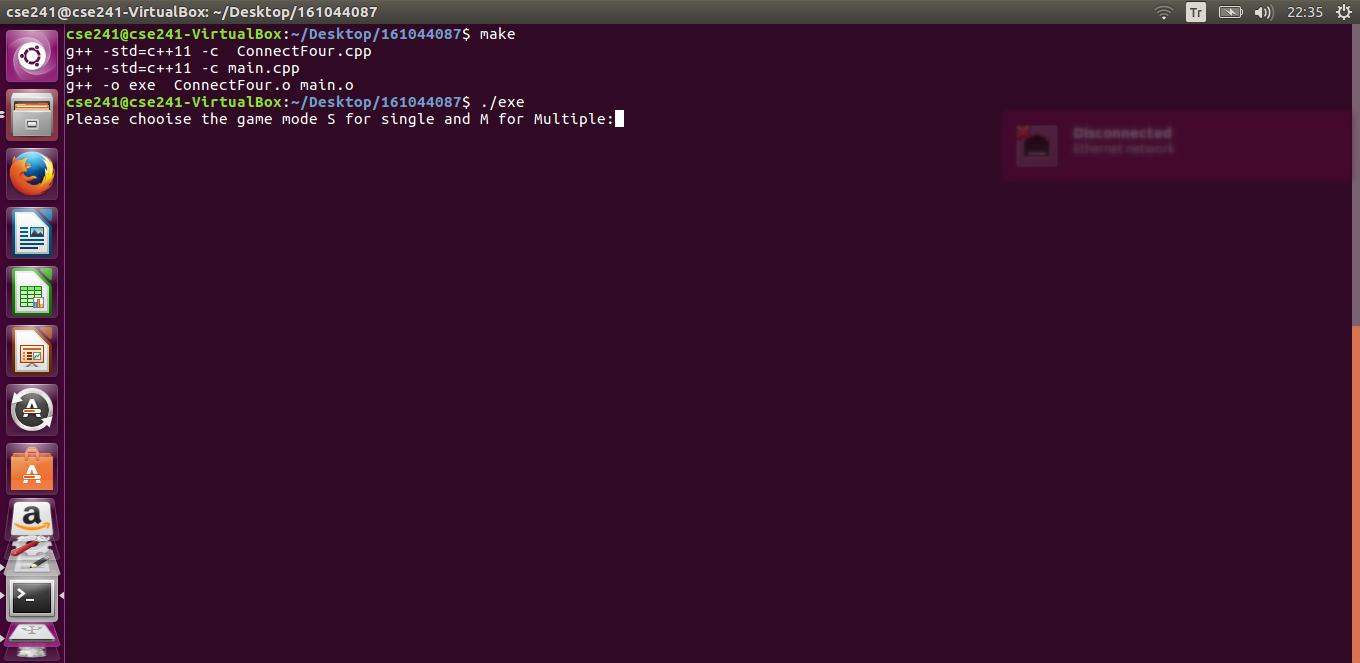 cse241@cse241-VirtualBox: ~/Desktop/161044087
Tr
22:35
cse241@cse241-VirtualBox:~/Desktop/161044087$ make
g++ -std=c++11 -c  ConnectFour.cpp
g++ -std=c++11 -c main.cpp
g++ -o exe  ConnectFour.o main.o
cse241@cse241-VirtualBox:~/Desktop/161044087$ ./exe
Please chooise the game mode S for single and M for Multiple:
Disconnected
Ethernet network